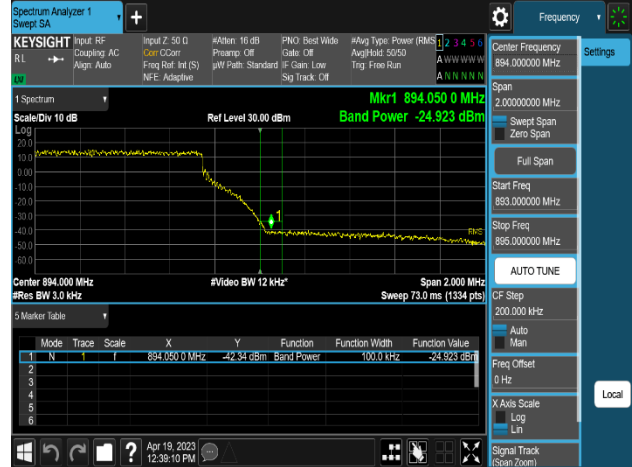 Spectrum Analyzer 1
Swept SA
Frequency
KEYSIGHT
Input: RF
Input Z: 50 Ω
#Atten: 16 dB
PNO: Best Wide
#Avg Type: Power (RMS
1 2 3 4 5 6
RL
Coupling: AC
Corr CCorr
Preamp: Off
Gate: Off
Avg|Hold: 50/50
A W W W W W
Align: Auto
Freq Ref: Int (S)
µW Path: Standard
IF Gain: Low
Trig: Free Run
NFE: Adaptive
Sig Track: Off
A N N N N N
LXI
1 Spectrum
Mkr1 894.050 0 MHz
Scale/Div 10 dB
Ref Level 30.00 dBm
Band Power -24.923 dBm
Log
20.0
10.0
0.00
-10.0
-20.0
-30.0
1
-40.0
RMS
-50.0
-60.0
Center 894.000 MHz
#Video BW 12 kHz*
Span 2.000 MHz
#Res BW 3.0 kHz
Sweep 73.0 ms (1334 pts)
5 Marker Table
Mode Trace Scale X Y Function Function Width Function Value
1 N 1 f 894.050 0 MHz -42.34 dBm Band Power 100.0 kHz -24.923 dBm
2
3
4
5
6
?
Apr 19, 2023
12:39:10 PM
Center Frequency
894.000000 MHz
Settings
Span
2.00000000 MHz
Swept Span
Zero Span
Full Span
Start Freq
893.000000 MHz
Stop Freq
895.000000 MHz
AUTO TUNE
CF Step
200.000 kHz
Auto
Man
Freq Offset
0 Hz
Local
X Axis Scale
Log
Lin
Signal Track
(Span Zoom)